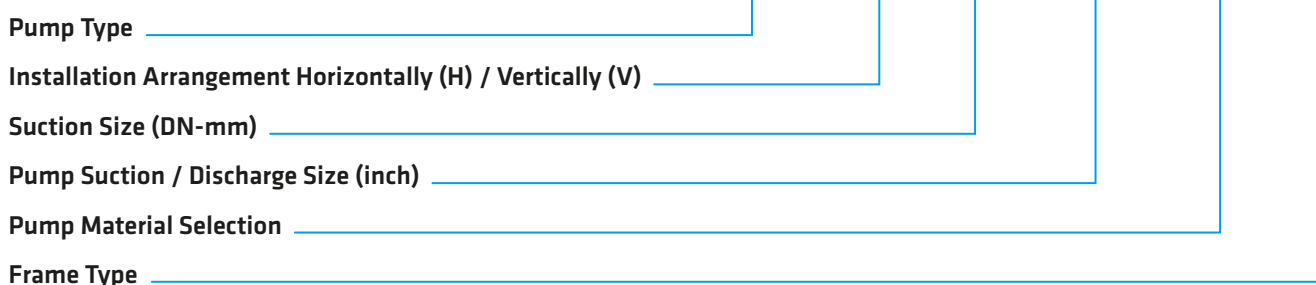 Pump Type
Installation Arrangement Horizontally (H) / Vertically (V)
Suction Size (DN-mm)
Pump Suction / Discharge Size (inch)
Pump Material Selection
Frame Type